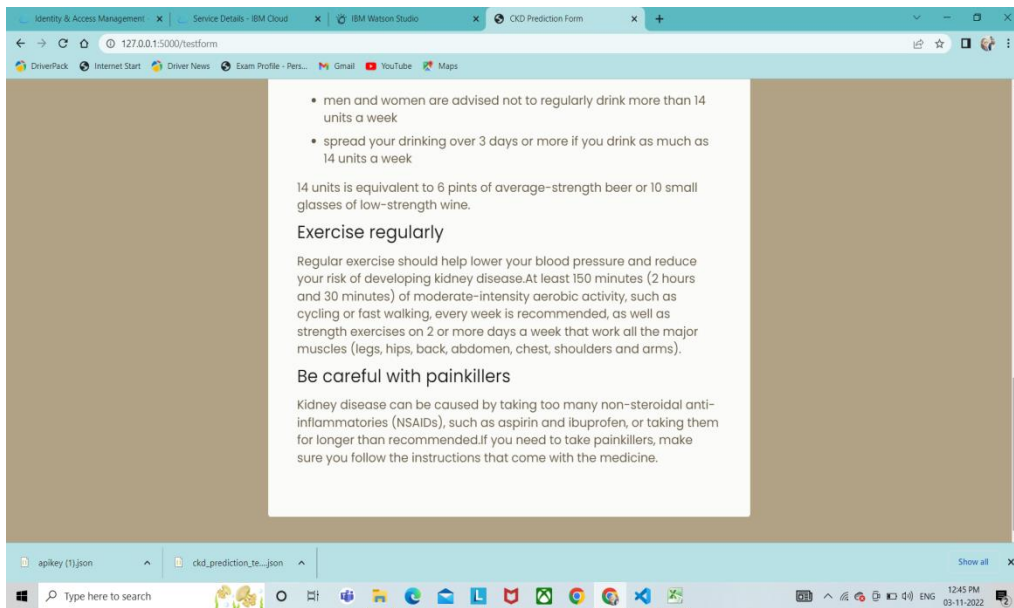 Identity & Access Management
Service Details - IBM Cloud
IBM Watson Studio
CKD Prediction Form
127.0.0.1:5000/testform
DriverPack
Internet Start
Driver News
Exam Profile - Pers...
Gmail
YouTube
Maps
• men and women are advised not to regularly drink more than 14
units a week
• spread your drinking over 3 days or more if you drink as much as
14 units a week
14 units is equivalent to 6 pints of average-strength beer or 10 small
glasses of low-strength wine.
Exercise regularly
Regular exercise should help lower your blood pressure and reduce
your risk of developing kidney disease.At least 150 minutes (2 hours
and 30 minutes) of moderate-intensity aerobic activity, such as
cycling or fast walking, every week is recommended, as well as
strength exercises on 2 or more days a week that work all the major
muscles (legs, hips, back, abdomen, chest, shoulders and arms).
Be careful with painkillers
Kidney disease can be caused by taking too many non-steroidal anti-
inflammatories (NSAIDs), such as aspirin and ibuprofen, or taking them
for longer than recommended.If you need to take painkillers, make
sure you follow the instructions that come with the medicine.
apikey (1).json
ckd_prediction_te....json
Show all
Type here to search
ENG
12:45 PM
03-11-2022